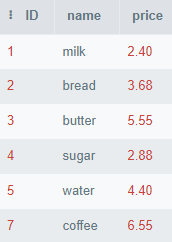 ID name price
1 milk 2.40
2 bread 3.68
3 butter 5.55
4 sugar 2.88
5 water 4.40
7 coffee 6.55